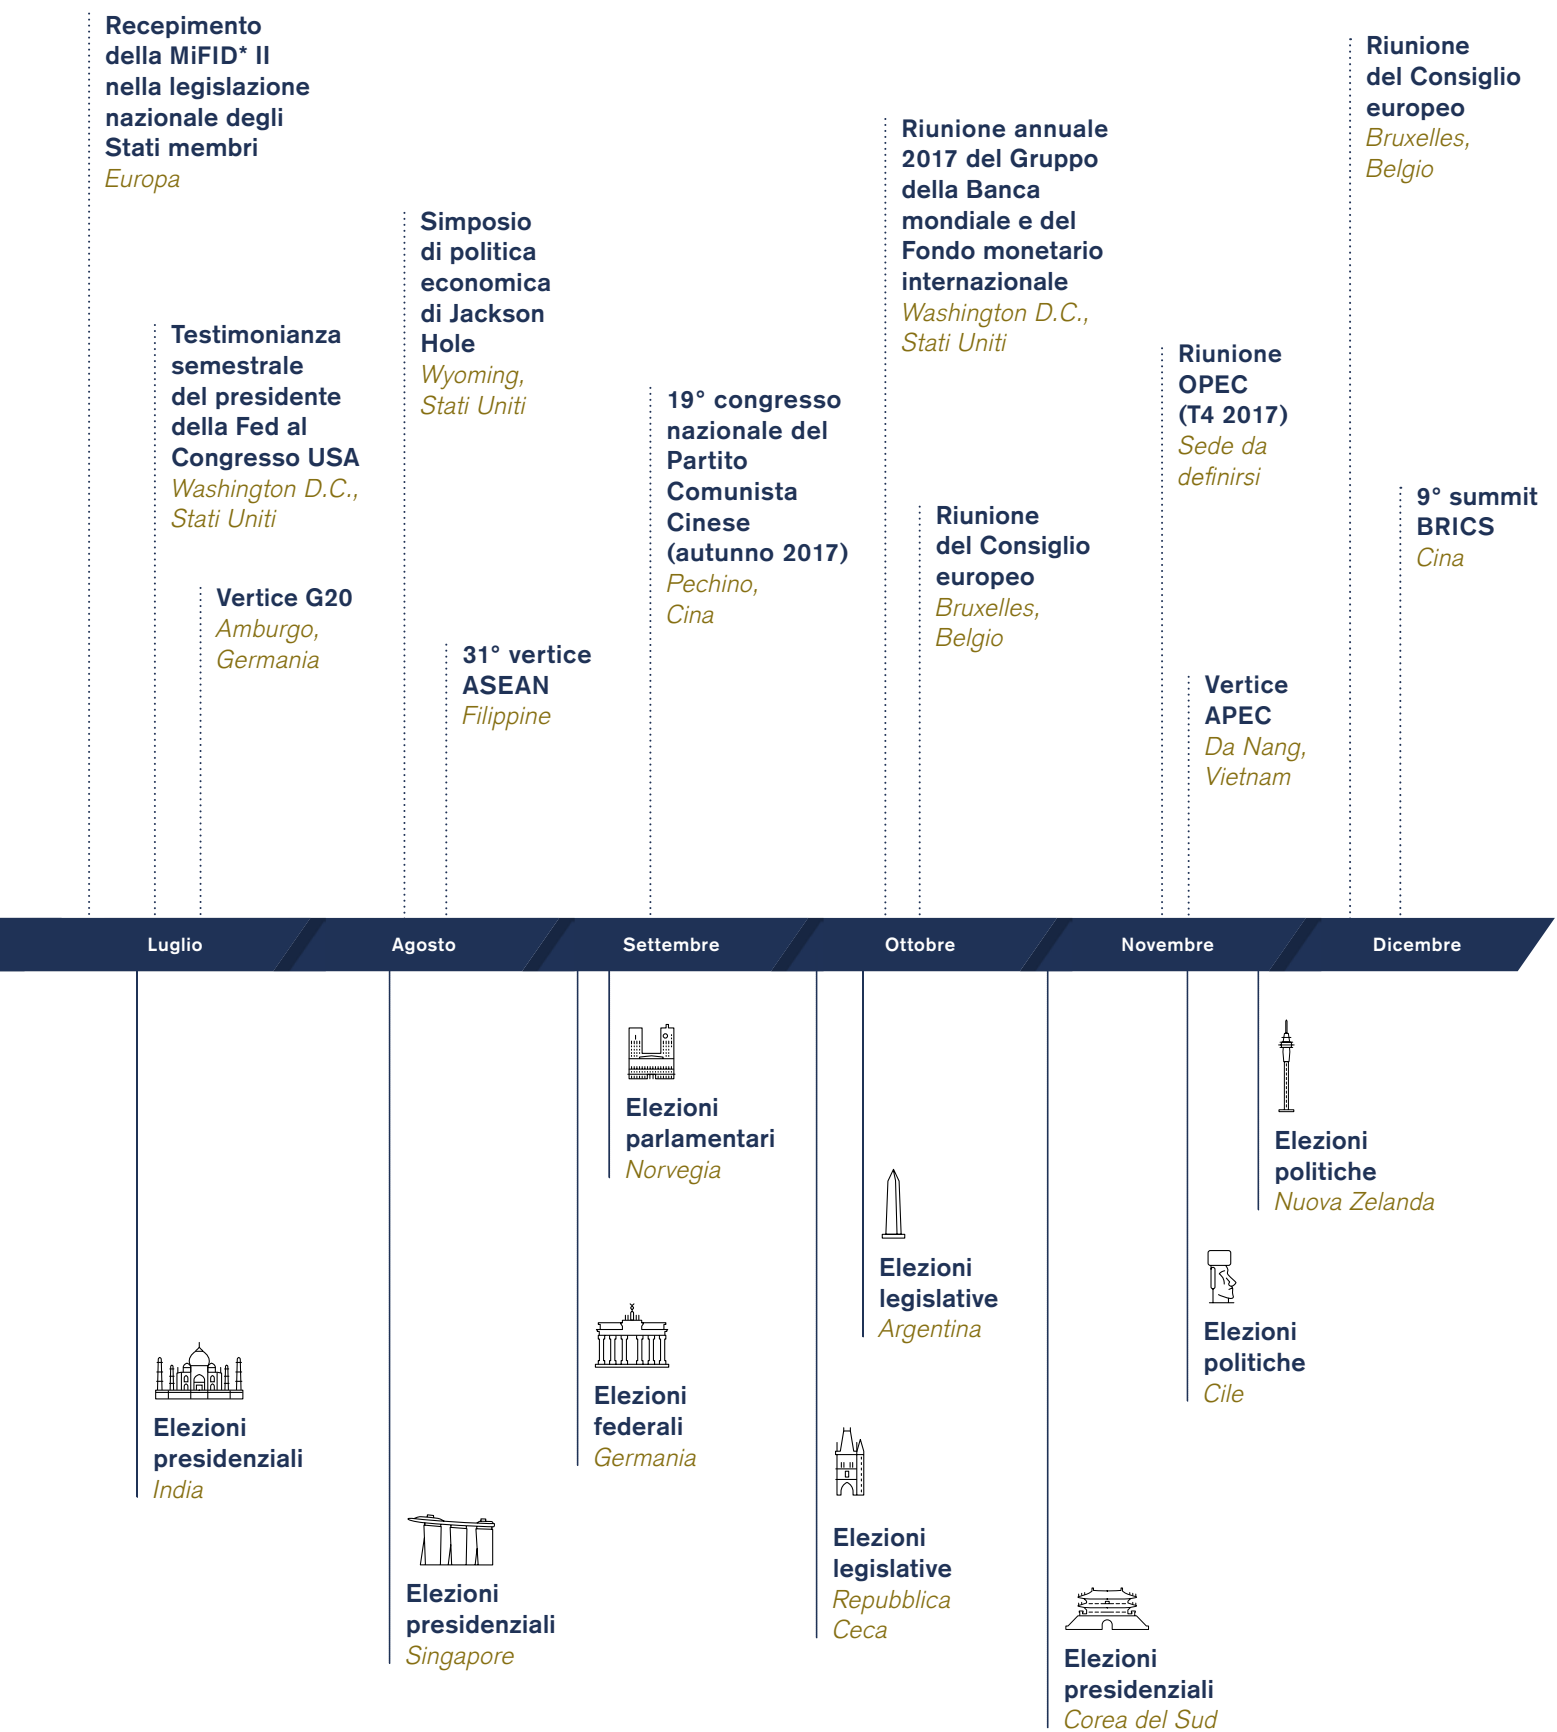 Recepimento
della MiFID* II
nella legislazione
nazionale degli
Stati membri
Europa
Testimonianza
semestrale
del presidente
della Fed al
Congresso USA
Washington D.C.,
Stati Uniti
Vertice G20
Amburgo,
Germania
Simposio
di politica
economica
di Jackson
Hole
Wyoming,
Stati Uniti
31° vertice
ASEAN
Filippine
19° congresso
nazionale del
Partito
Comunista
Cinese
(autunno 2017)
Pechino,
Cina
Riunione annuale
2017 del Gruppo
della Banca
mondiale e del
Fondo monetario
internazionale
Washington D.C.,
Stati Uniti
Riunione
del Consiglio
europeo
Bruxelles,
Belgio
Riunione
OPEC
(T4 2017)
Sede da
definirsi
Vertice
APEC
Da Nang,
Vietnam
Riunione
del Consiglio
europeo
Bruxelles,
Belgio
9° summit
BRICS
Cina
Luglio
Agosto
Settembre
Ottobre
Novembre
Dicembre
Elezioni
presidenziali
India
Elezioni
presidenziali
Singapore
Elezioni
federali
Germania
Elezioni
parlamentari
Norvegia
Elezioni
legislative
Repubblica
Ceca
Elezioni
legislative
Argentina
Elezioni
presidenziali
Corea del Sud
Elezioni
politiche
Cile
Elezioni
politiche
Nuova Zelanda